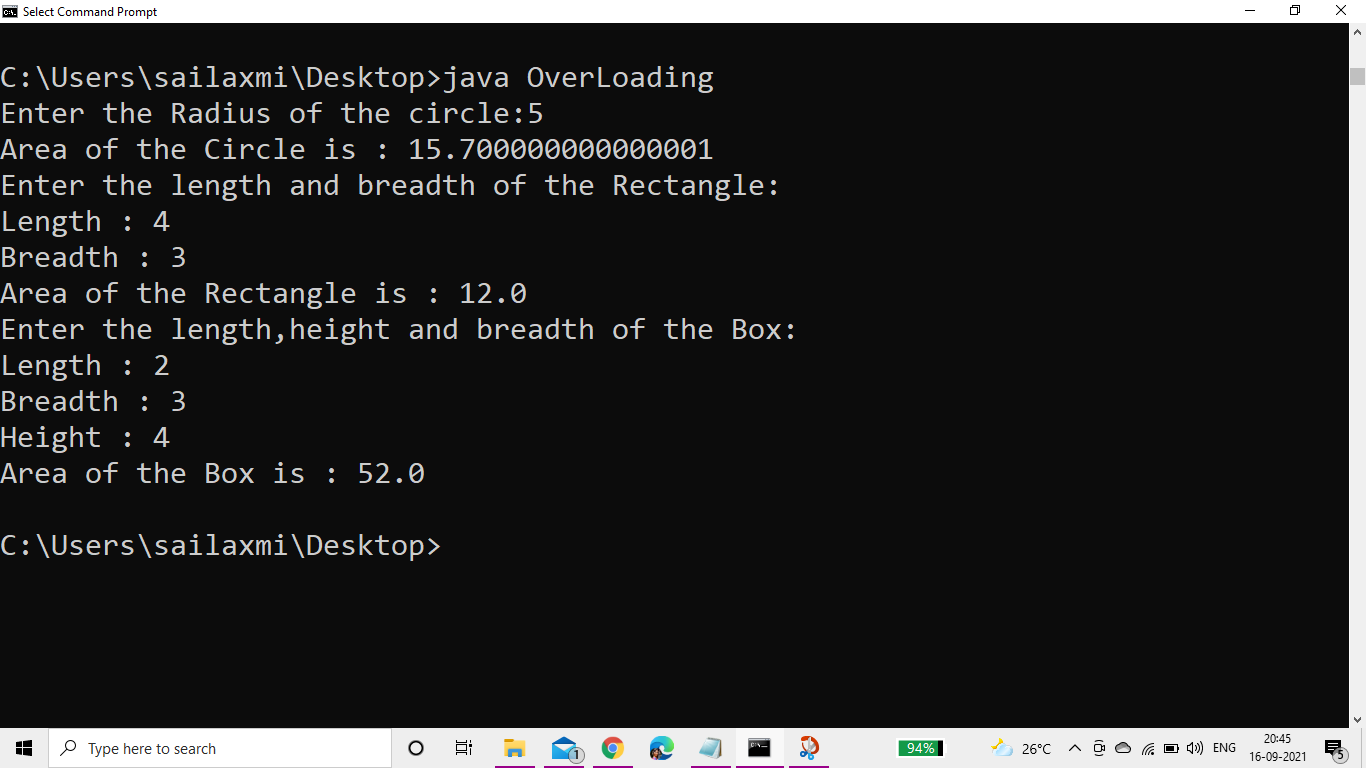 Select Command Prompt
C:\Users\sailaxmi\Desktop>java OverLoading
Enter the Radius of the circle:5
Area of the Circle is : 15.700000000000001
Enter the length and breadth of the Rectangle:
Length : 4
Breadth : 3
Area of the Rectangle is : 12.0
Enter the length,height and breadth of the Box:
Length : 2
Breadth : 3
Height : 4
Area of the Box is : 52.0
C:\Users\sailaxmi\Desktop>
Type here to search
1
94%
26°C
ENG
20:45
16-09-2021
5